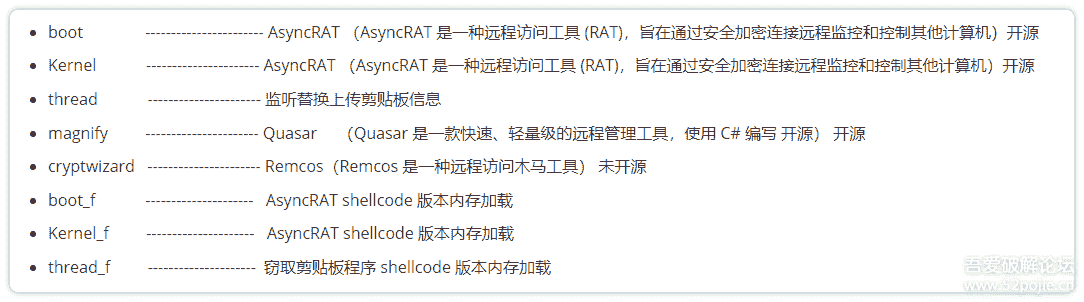 boot ----------------------- AsyncRAT （AsyncRAT 是一种远程访问工具 (RAT)，旨在通过安全加密连接远程监控和控制其他计算机）开源
Kernel ---------------------- AsyncRAT （AsyncRAT 是一种远程访问工具 (RAT)，旨在通过安全加密连接远程监控和控制其他计算机）开源
thread ---------------------- 监听替换上传剪贴板信息
magnify ---------------------- Quasar （Quasar 是一款快速、轻量级的远程管理工具，使用 C# 编写 开源） 开源
cryptwizard ---------------------- Remcos（Remcos 是一种远程访问木马工具） 未开源
boot_f --------------------- AsyncRAT shellcode 版本内存加载
Kernel_f --------------------- AsyncRAT shellcode 版本内存加载
thread_f --------------------- 窃取剪贴板程序 shellcode 版本内存加载
吾爱破解论坛
www.52pojie.cn